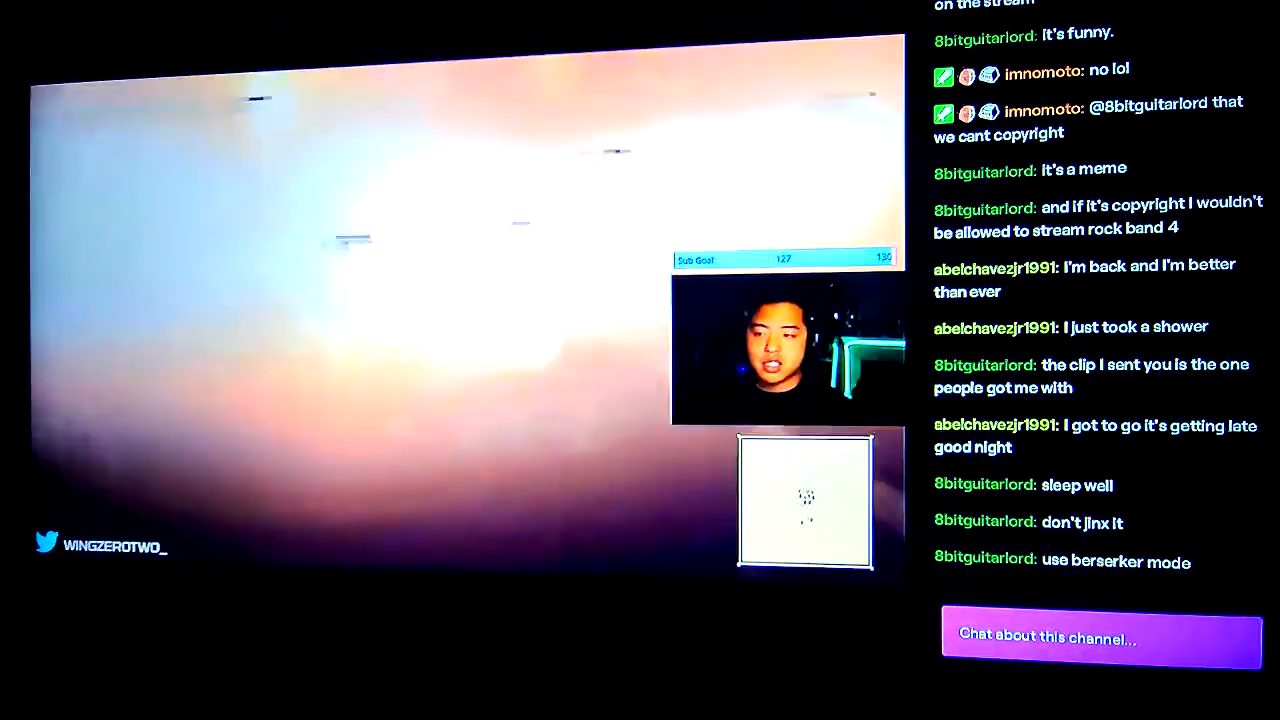 on the stream
8bitguitarlord: it's funny.
imnomoto: no lol
imnomoto: @8bitguitarlord that
we cant copyright
8bitguitarlord: it's a meme
8bitguitarlord: and if it's copyright I wouldn't
be allowed to stream rock band 4
abelchavezjr1991: I'm back and I'm better
than ever
abelchavezjr1991: I just took a shower
8bitguitarlord: the clip I sent you is the one
people got me with
abelchavezjr1991: I got to go it's getting late
good night
8bitguitarlord: sleep well
8bitguitarlord: don't jinx it
8bitguitarlord: use berserker mode
Chat about this channel...
Sub Goal 127 130
WINGZEROTWO_